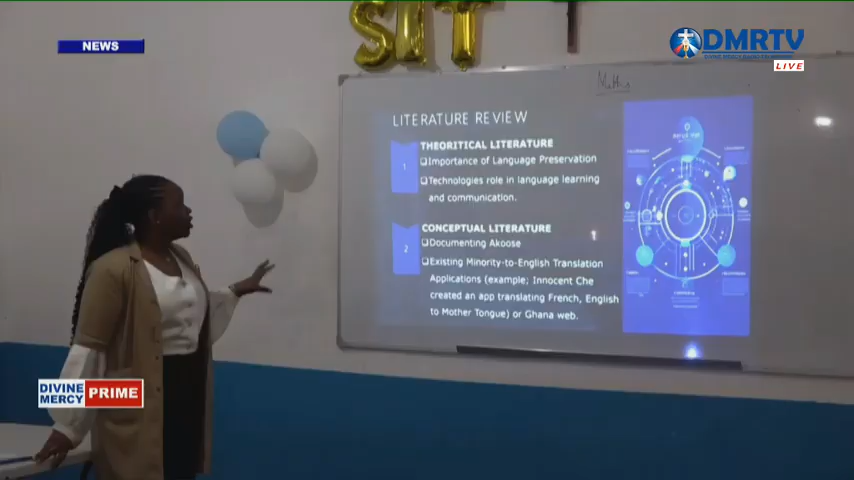 NEWS
SIT
DMRTV
LIVE
Maths
LITERATURE REVIEW
1
THEORITICAL LITERATURE
❑Importance of Language Preservation
❑Technologies role in language learning
and communication.
2
CONCEPTUAL LITERATURE
❑Documenting Akoose
❑Existing Minority-to-English Translation
Applications (example; Innocent Che
created an app translating French, English
to Mother Tongue) or Ghana web.
DIVINE
MERCY
PRIME